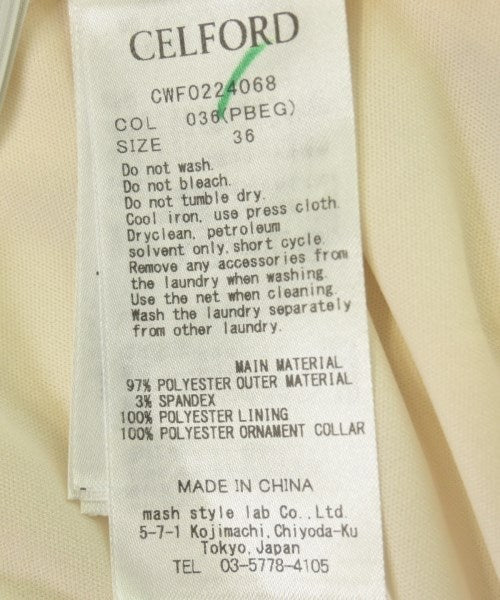 CELFORD
CWFO224068
COL 036(PBEG)
SIZE 36
Do not wash.
Do not bleach.
Do not tumble dry.
Cool iron, use press cloth.
Dryclean, petroleum
solvent only,short cycle.
Remove any accessories from
the laundry when washing.
Use the net when cleaning.
Wash the laundry separately
from other laundry.
MAIN MATERIAL
97% POLYESTER OUTER MATERIAL
3% SPANDEX
100% POLYESTER LINING
100% POLYESTER ORNAMENT COLLAR
MADE IN CHINA
mash style lab Co.,Ltd.
5-7-1 Kojimachi,Chiyoda-Ku
Tokyo,Japan
TEL 03-5778-4105